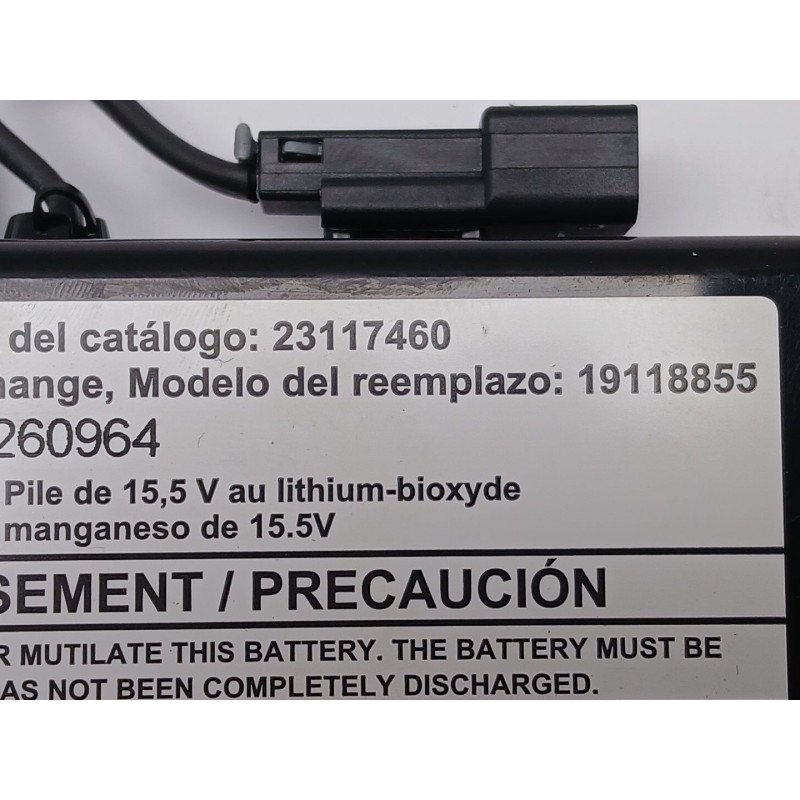 del catálogo: 23117460
hange, Modelo del reemplazo: 19118855
260964
Pile de 15,5 V au lithium-bioxyde
manganeso de 15.5V
SEMENT / PRECAUCIÓN
R MUTILATE THIS BATTERY. THE BATTERY MUST BE
AS NOT BEEN COMPLETELY DISCHARGED.